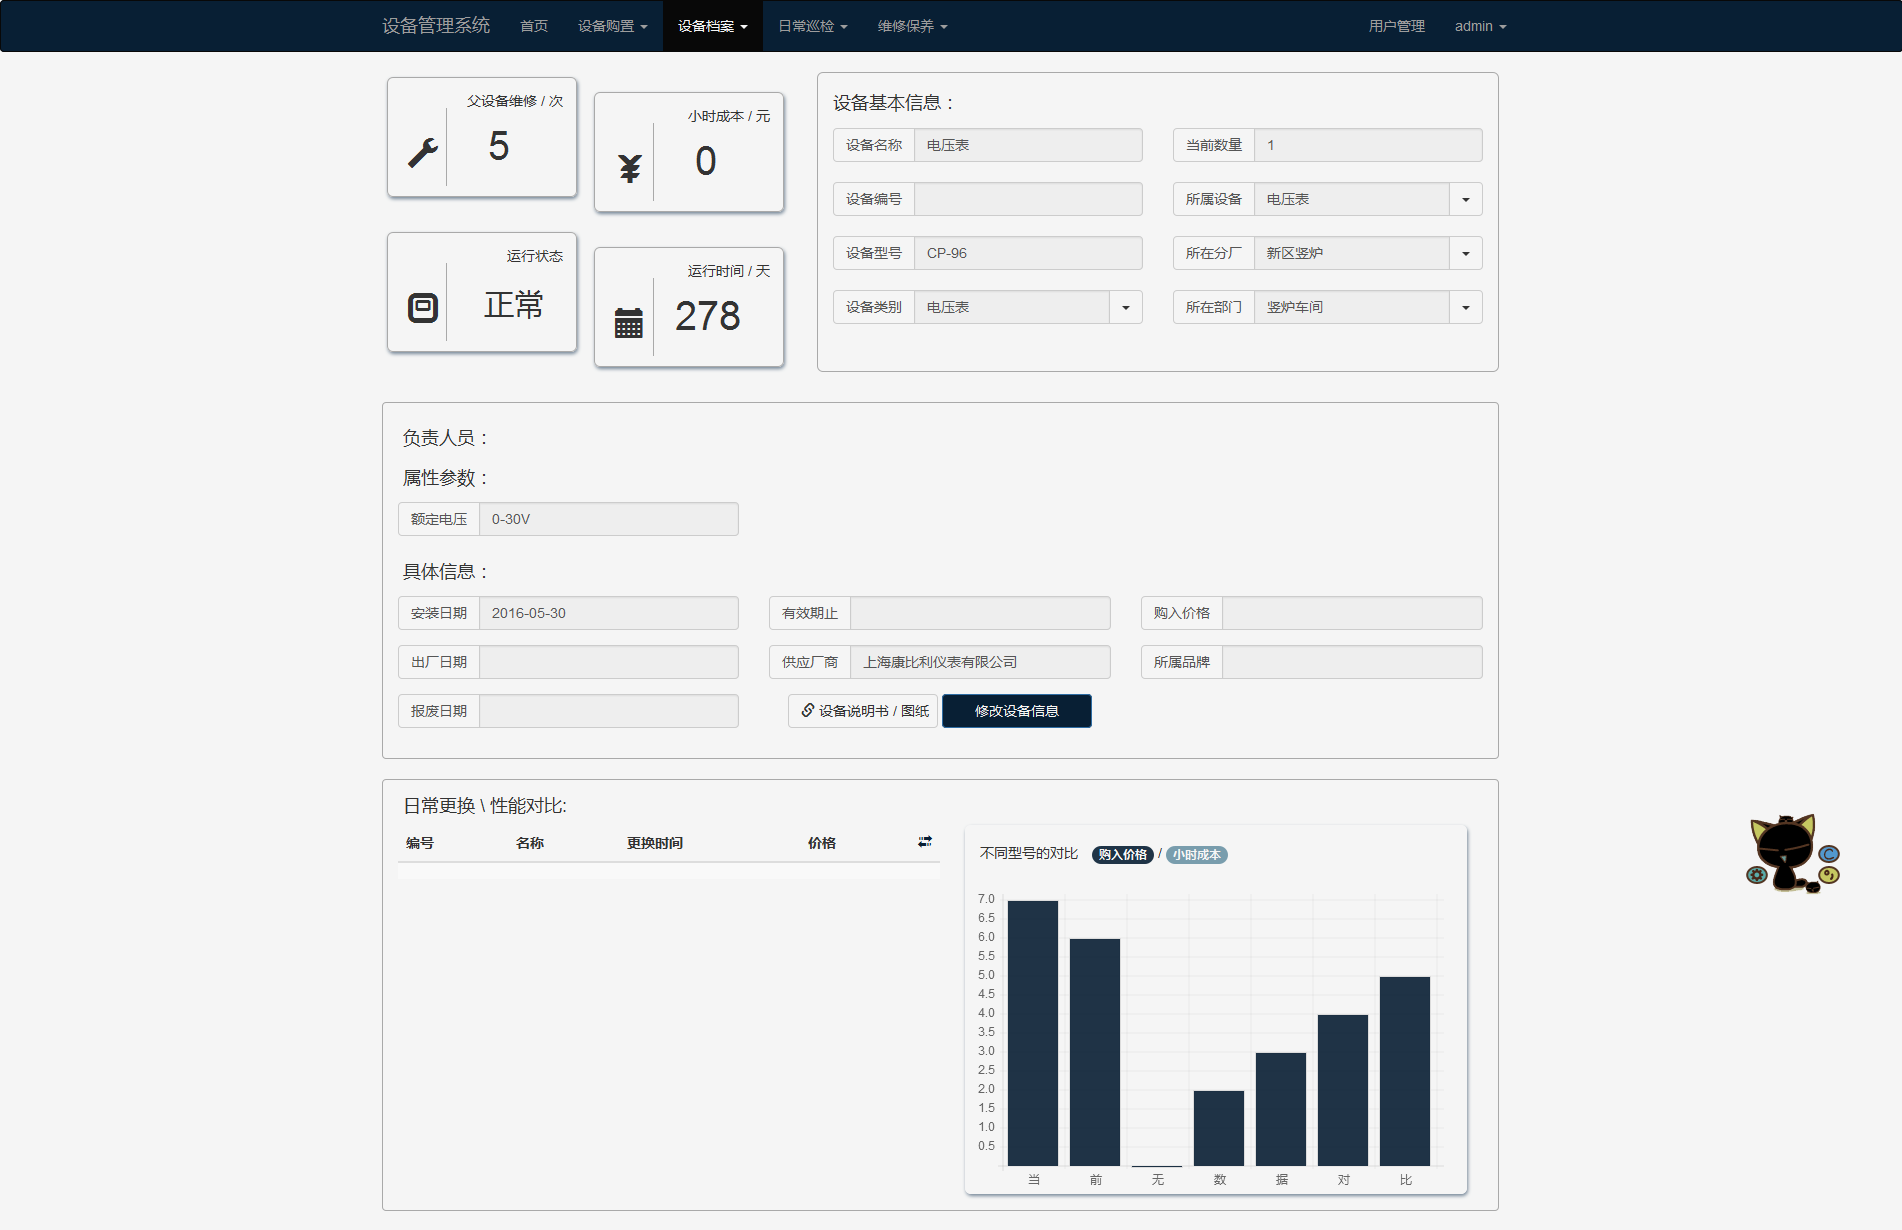 设备管理系统 首页 设备购置 设备档案 日常巡检 维修保养 用户管理 admin
父设备维修 / 次
5
小时成本 / 元
0
运行状态
正常
运行时间 / 天
278
设备基本信息：
设备名称 电压表 当前数量 1
设备编号 所属设备 电压表
设备型号 CP-96 所在分厂 新区竖炉
设备类别 电压表 所在部门 竖炉车间
负责人员：
属性参数：
额定电压 0-30V
具体信息：
安装日期 2016-05-30 有效期止 购入价格
出厂日期 供应厂商 上海康比利仪表有限公司 所属品牌
报废日期 设备说明书 / 图纸 修改设备信息
日常更换 \ 性能对比:
编号 名称 更换时间 价格
不同型号的对比 购入价格 / 小时成本
7.0
6.5
6.0
5.5
5.0
4.5
4.0
3.5
3.0
2.5
2.0
1.5
1.0
0.5
当 前 无 数 据 对 比